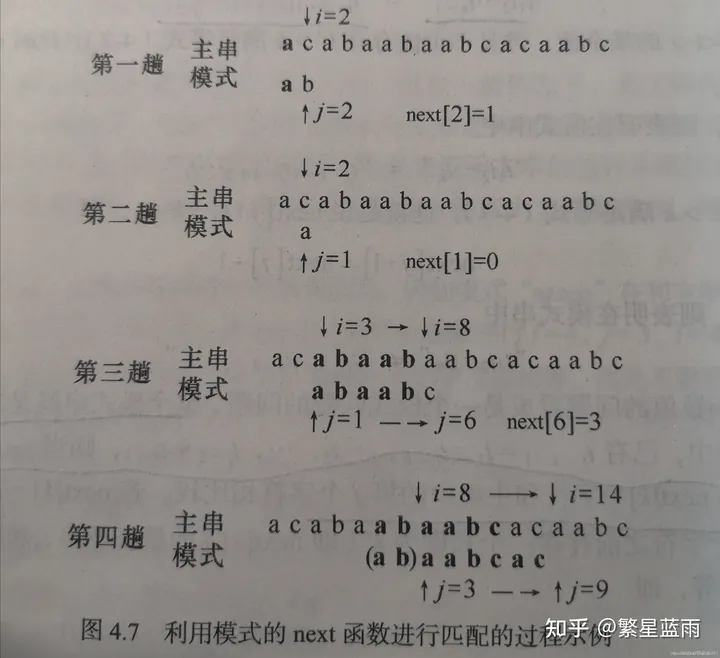 ↓i=2
第一趟 主串 a c a b a a b a a b c a c a a b c
模式 a b
↑j=2 next[2]=1
↓i=2
第二趟 主串 a c a b a a b a a b c a c a a b c
模式 a
↑j=1 next[1]=0
↓i=3 → ↓i=8
第三趟 主串 a c a b a a b a a b c a c a a b c
模式 a b a a b c
↑j=1 —→ j=6 next[6]=3
↓i=8 —→ ↓i=14
第四趟 主串 a c a b a a b a a b c a c a a b c
模式 (a b)a a b c a c
↑j=3 —→ ↑j=9
图 4.7 利用模式的 next 函数进行匹配的过程示例
知乎 @繁星蓝雨